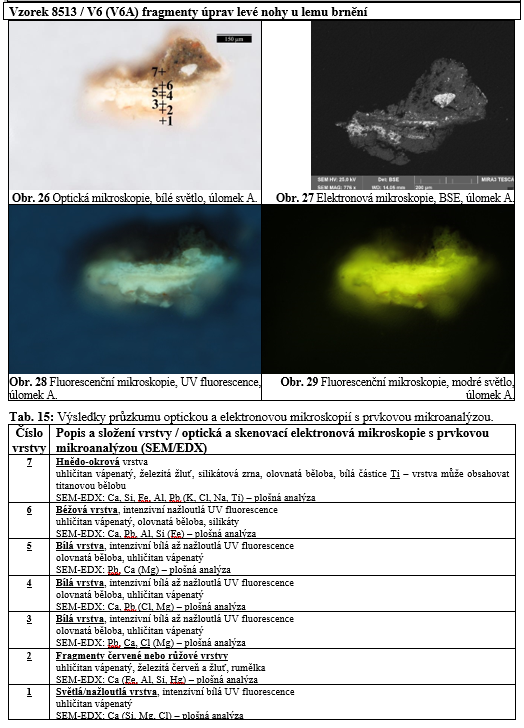 Vzorek 8513 / V6 (V6A) fragmenty úprav levé nohy u lemu brnění
150 µm
7+
+6
5++4
3+
+2
+1
SEM HV: 25.0 kV Det: BSE MIRA3 TESCA
SEM MAG: 776 x WD: 14.06 mm 200 µm
Obr. 26 Optická mikroskopie, bílé světlo, úlomek A.
Obr. 27 Elektronová mikroskopie, BSE, úlomek A.
Obr. 28 Fluorescenční mikroskopie, UV fluorescence,
úlomek A.
Obr. 29 Fluorescenční mikroskopie, modré světlo,
úlomek A.
Tab. 15: Výsledky průzkumu optickou a elektronovou mikroskopií s prvkovou mikroanalýzou.
Číslo
vrstvy
Popis a složení vrstvy / optická a skenovací elektronová mikroskopie s prvkovou
mikroanalýzou (SEM/EDX)
7
Hnědo-okrová vrstva
uhličitan vápenatý, železitá žluť, silikátová zrna, olovnatá běloba, bílá částice Ti – vrstva může obsahovat
titanovou bělobu
SEM-EDX: Ca, Si, Fe, Al, Pb (K, Cl, Na, Ti) – plošná analýza
6
Béžová vrstva, intenzivní nažloutlá UV fluorescence
uhličitan vápenatý, olovnatá běloba, silikáty
SEM-EDX: Ca, Pb, Al, Si (Fe) – plošná analýza
5
Bílá vrstva, intenzivní bílá až nažloutlá UV fluorescence
olovnatá běloba, uhličitan vápenatý
SEM-EDX: Pb, Ca (Mg) – plošná analýza
4
Bílá vrstva, intenzivní bílá až nažloutlá UV fluorescence
olovnatá běloba, uhličitan vápenatý
SEM-EDX: Ca, Pb (Cl, Mg) – plošná analýza
3
Bílá vrstva, intenzivní bílá až nažloutlá UV fluorescence
olovnatá běloba, uhličitan vápenatý
SEM-EDX: Pb, Ca, Cl (Mg) – plošná analýza
2
Fragmenty červené nebo růžové vrstvy
uhličitan vápenatý, železitá červeň a žluť, rumělka
SEM-EDX: Ca (Fe, Al, Si, Hg) – plošná analýza
1
Světlá/nažloutlá vrstva, intenzivní bílá UV fluorescence
uhličitan vápenatý
SEM-EDX: Ca (Si, Mg, Cl) – plošná analýza